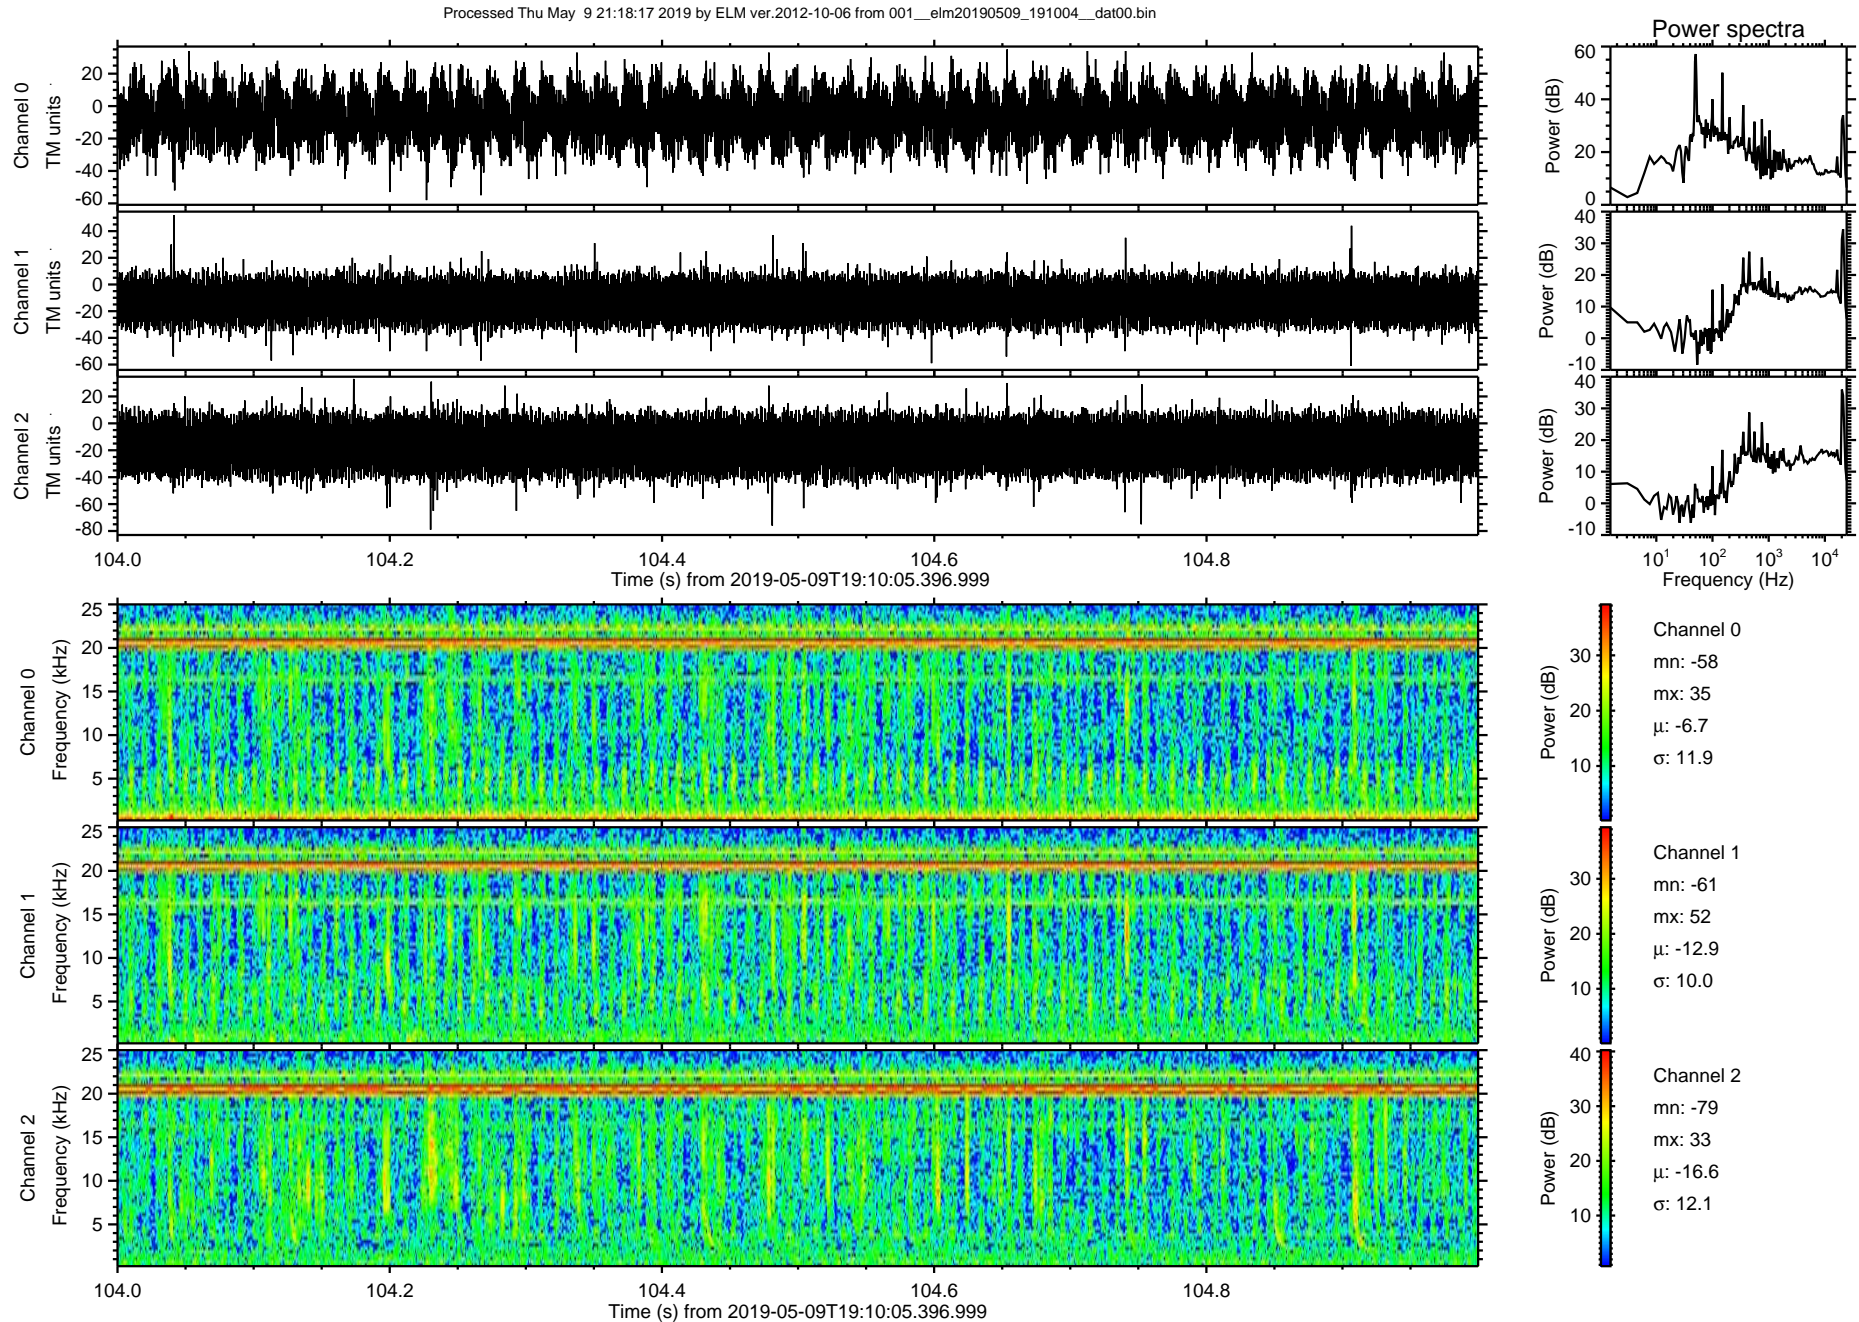 Processed Thu May  9 21:18:17 2019 by ELM ver.2012-10-06 from 001__elm20190509_191004__dat00.bin
Power spectra
Channel 0
TM units
20
0
-20
-40
-60
Power (dB)
60
40
20
0
Channel 1
TM units
40
20
0
-20
-40
-60
Power (dB)
40
30
20
10
0
-10
Channel 2
TM units
20
0
-20
-40
-60
-80
Power (dB)
40
30
20
10
0
-10
104.0 104.2 104.4 104.6 104.8
Time (s) from 2019-05-09T19:10:05.396.999
10^1 10^2 10^3 10^4
Frequency (Hz)
Channel 0
Frequency (kHz)
25
20
15
10
5
Power (dB)
30
20
10
Channel 0
mn: -58
mx: 35
μ: -6.7
σ: 11.9
Channel 1
Frequency (kHz)
25
20
15
10
5
Power (dB)
30
20
10
Channel 1
mn: -61
mx: 52
μ: -12.9
σ: 10.0
Channel 2
Frequency (kHz)
25
20
15
10
5
Power (dB)
40
30
20
10
Channel 2
mn: -79
mx: 33
μ: -16.6
σ: 12.1
104.0 104.2 104.4 104.6 104.8
Time (s) from 2019-05-09T19:10:05.396.999